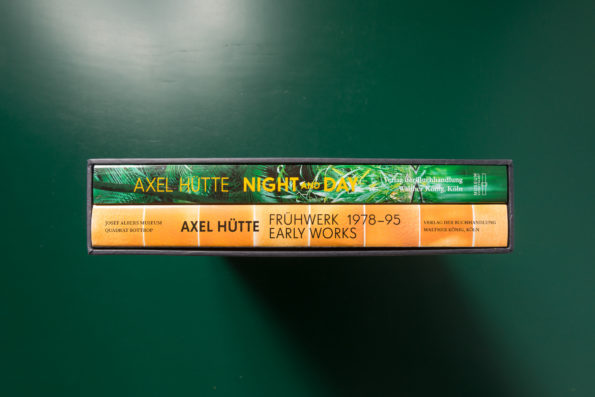 AXEL HÜTTE NIGHT AND DAY
Verlag der Buchhandlung
Walther König, Köln
JOSEF ALBERS MUSEUM
QUADRAT BOTTROP
AXEL HÜTTE
FRÜHWERK 1978–95
EARLY WORKS
VERLAG DER BUCHHANDLUNG
WALTHER KÖNIG, KÖLN